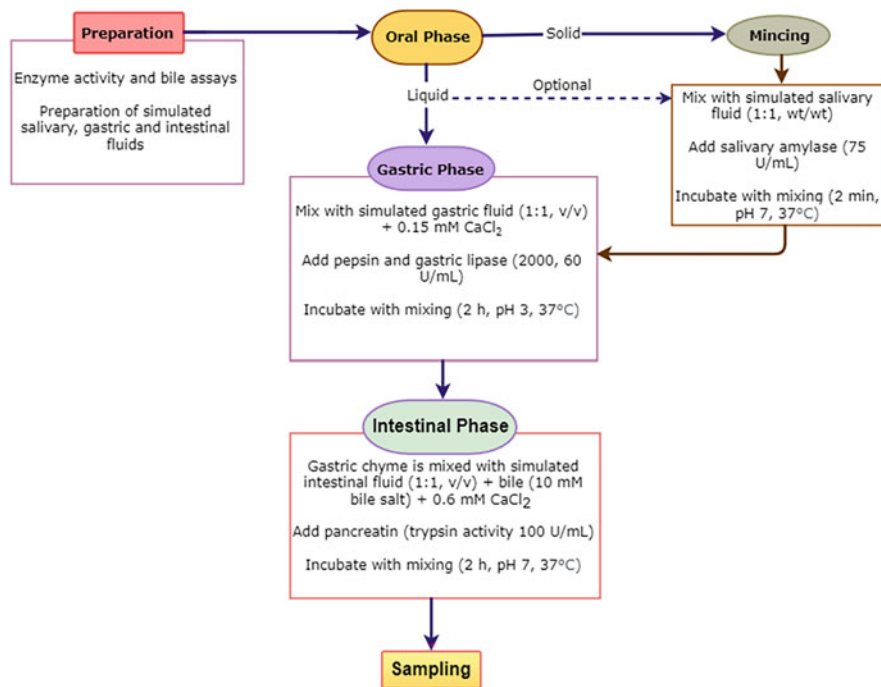 Preparation
Enzyme activity and bile assays
Preparation of simulated
salivary, gastric and intestinal
fluids
Oral Phase
Solid
Mincing
Liquid
Optional
Mix with simulated salivary
fluid (1:1, wt/wt)
Add salivary amylase (75
U/mL)
Incubate with mixing (2 min,
pH 7, 37°C)
Gastric Phase
Mix with simulated gastric fluid (1:1, v/v)
+ 0.15 mM CaCl₂
Add pepsin and gastric lipase (2000, 60
U/mL)
Incubate with mixing (2 h, pH 3, 37°C)
Intestinal Phase
Gastric chyme is mixed with simulated
intestinal fluid (1:1, v/v) + bile (10 mM
bile salt) + 0.6 mM CaCl₂
Add pancreatin (trypsin activity 100 U/mL)
Incubate with mixing (2 h, pH 7, 37°C)
Sampling